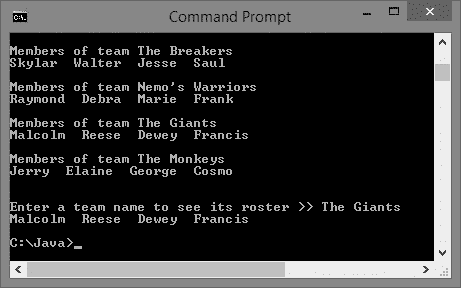 Command Prompt
C:\.
Members of team The Breakers
Skylar  Walter  Jesse  Saul
Members of team Nemo's Warriors
Raymond  Debra  Marie  Frank
Members of team The Giants
Malcolm  Reese  Dewey  Francis
Members of team The Monkeys
Jerry  Elaine  George  Cosmo
Enter a team name to see its roster >> The Giants
Malcolm  Reese  Dewey  Francis
C:\Java>_